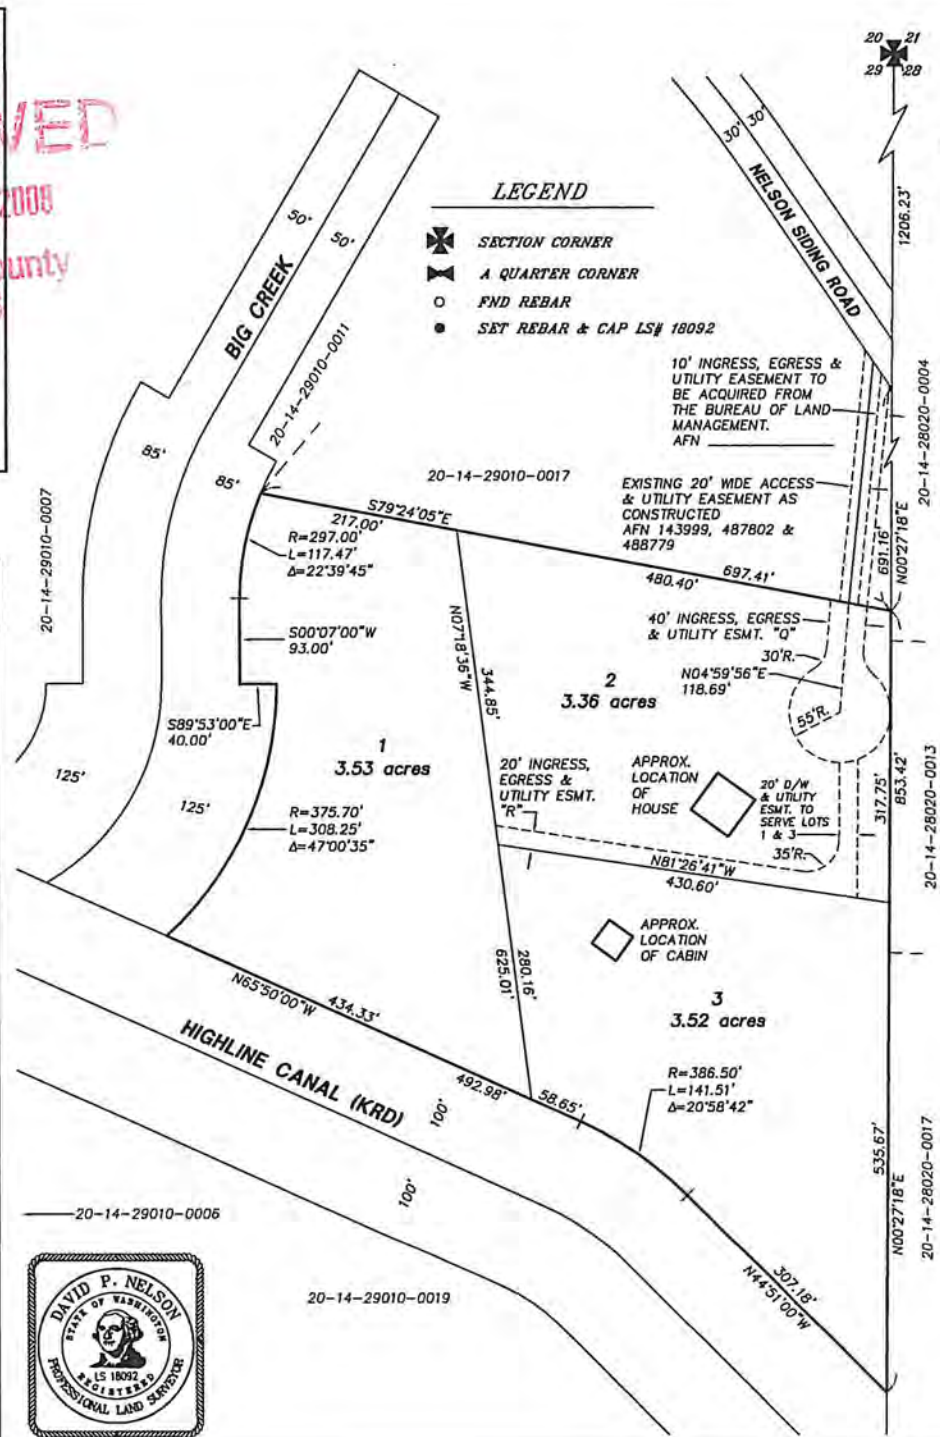 VED
2008
unty
20 21
29 28
1206.23'
30' 30'
NELSON SIDING ROAD
LEGEND
SECTION CORNER
A QUARTER CORNER
FND REBAR
SET REBAR & CAP LS# 18092
50'
50'
BIG CREEK
85'
85'
20-14-29010-0011
20-14-29010-0007
20-14-29010-0017
10' INGRESS, EGRESS &
UTILITY EASEMENT TO
BE ACQUIRED FROM
THE BUREAU OF LAND
MANAGEMENT.
AFN
20-14-28020-0004
EXISTING 20' WIDE ACCESS
& UTILITY EASEMENT AS
CONSTRUCTED
AFN 143999, 487802 &
488779
691.16'
N00°27'18"E
S79°24'05"E
217.00'
480.40'
697.41'
R=297.00'
L=117.47'
Δ=22°39'45"
S00°07'00"W
93.00'
S89°53'00"E
40.00'
125'
125'
R=375.70'
L=308.25'
Δ=47°00'35"
1
3.53 acres
N07°18'36"W
344.85'
40' INGRESS, EGRESS
& UTILITY ESMT. "Q"
30'R.
N04°59'56"E
118.69'
55'R.
2
3.36 acres
20' INGRESS,
EGRESS &
UTILITY ESMT.
"R"
APPROX.
LOCATION
OF
HOUSE
20' D/W
& UTILITY
ESMT. TO
SERVE LOTS
1 & 3
35'R.
317.75'
853.42'
20-14-28020-0013
N81°26'41"W
430.60'
APPROX.
LOCATION
OF CABIN
280.16'
625.01'
3
3.52 acres
N65°50'00"W
434.33'
492.98'
58.65'
HIGHLINE CANAL (KRD)
100'
100'
R=386.50'
L=141.51'
Δ=20°58'42"
535.67'
N00°27'18"E
20-14-28020-0017
307.18'
N44°51'00"W
20-14-29010-0006
20-14-29010-0019
DAVID P. NELSON
STATE OF WASHINGTON
LS 18092
REGISTERED
PROFESSIONAL LAND SURVEYOR